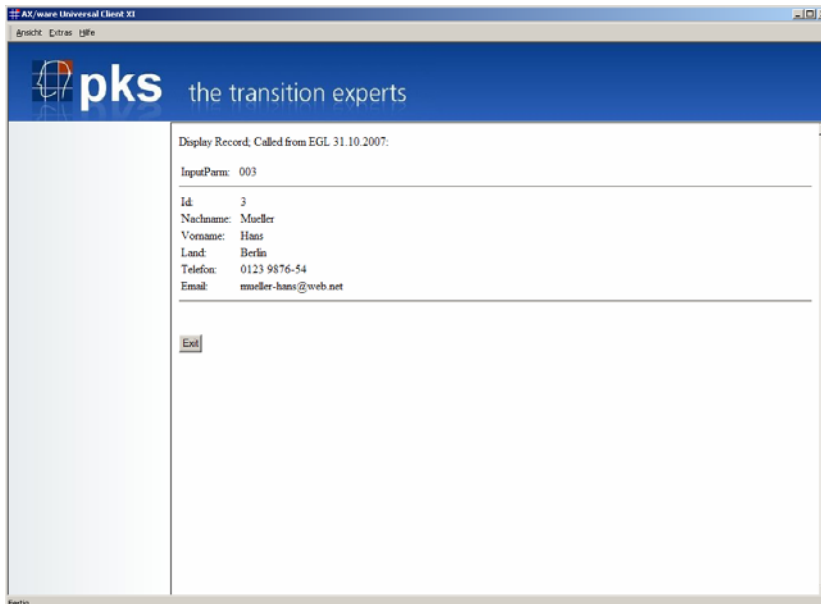 AX/ware Universal Client XI
Ansicht Extras Hilfe
pks the transition experts
Display Record; Called from EGL 31.10.2007:
InputParm: 003
Id: 3
Nachname: Mueller
Vorname: Hans
Land: Berlin
Telefon: 0123 9876-54
Email: mueller-hans@web.net
Exit
Fertig